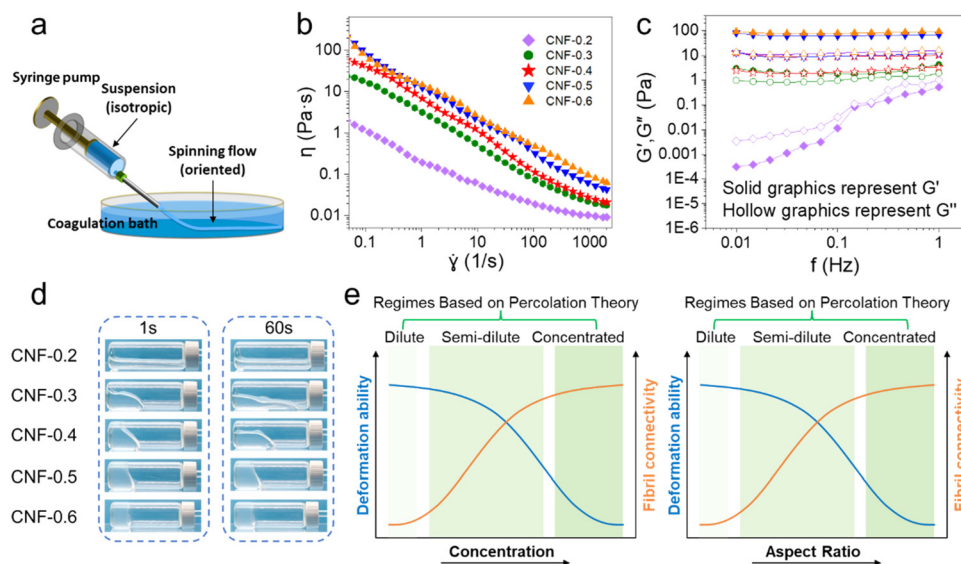 a
Syringe pump
Suspension
(isotropic)
Spinning flow
(oriented)
Coagulation bath
b
η (Pa·s)
100
10
1
0.1
0.01
0.1
1
10
100
1000
γ̇ (1/s)
CNF-0.2
CNF-0.3
CNF-0.4
CNF-0.5
CNF-0.6
c
G′, G″ (Pa)
1000
100
10
1
0.1
0.01
0.001
1E-4
1E-5
1E-6
0.01
0.1
1
f (Hz)
Solid graphics represent G'
Hollow graphics represent G''
d
1s
60s
CNF-0.2
CNF-0.3
CNF-0.4
CNF-0.5
CNF-0.6
e
Regimes Based on Percolation Theory
Dilute
Semi-dilute
Concentrated
Deformation ability
Fibril connectivity
Concentration
Regimes Based on Percolation Theory
Dilute
Semi-dilute
Concentrated
Deformation ability
Fibril connectivity
Aspect Ratio